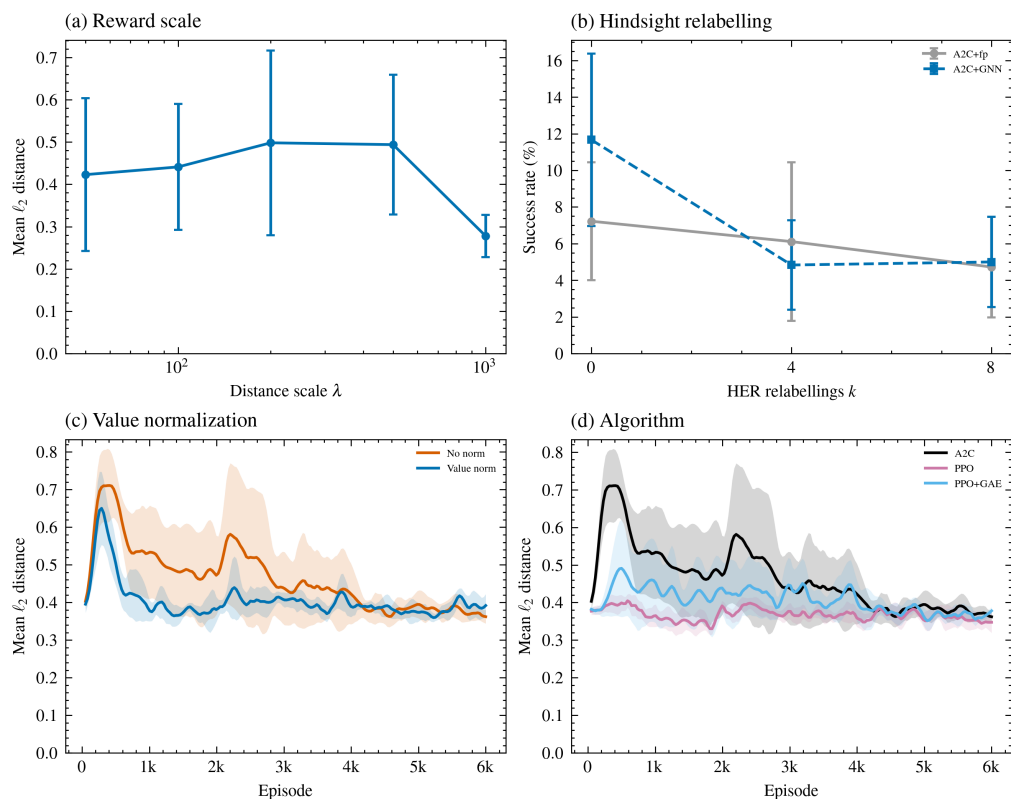 (a) Reward scale
0.7
0.6
0.5
0.4
0.3
0.2
0.1
0.0
Mean ℓ₂ distance
10²
10³
Distance scale λ
(b) Hindsight relabelling
16
14
12
10
8
6
4
2
0
Success rate (%)
A2C+fp
A2C+GNN
0
4
8
HER relabellings k
(c) Value normalization
0.8
0.7
0.6
0.5
0.4
0.3
0.2
0.1
0.0
Mean ℓ₂ distance
No norm
Value norm
0 1k 2k 3k 4k 5k 6k
Episode
(d) Algorithm
0.8
0.7
0.6
0.5
0.4
0.3
0.2
0.1
0.0
Mean ℓ₂ distance
A2C
PPO
PPO+GAE
0 1k 2k 3k 4k 5k 6k
Episode